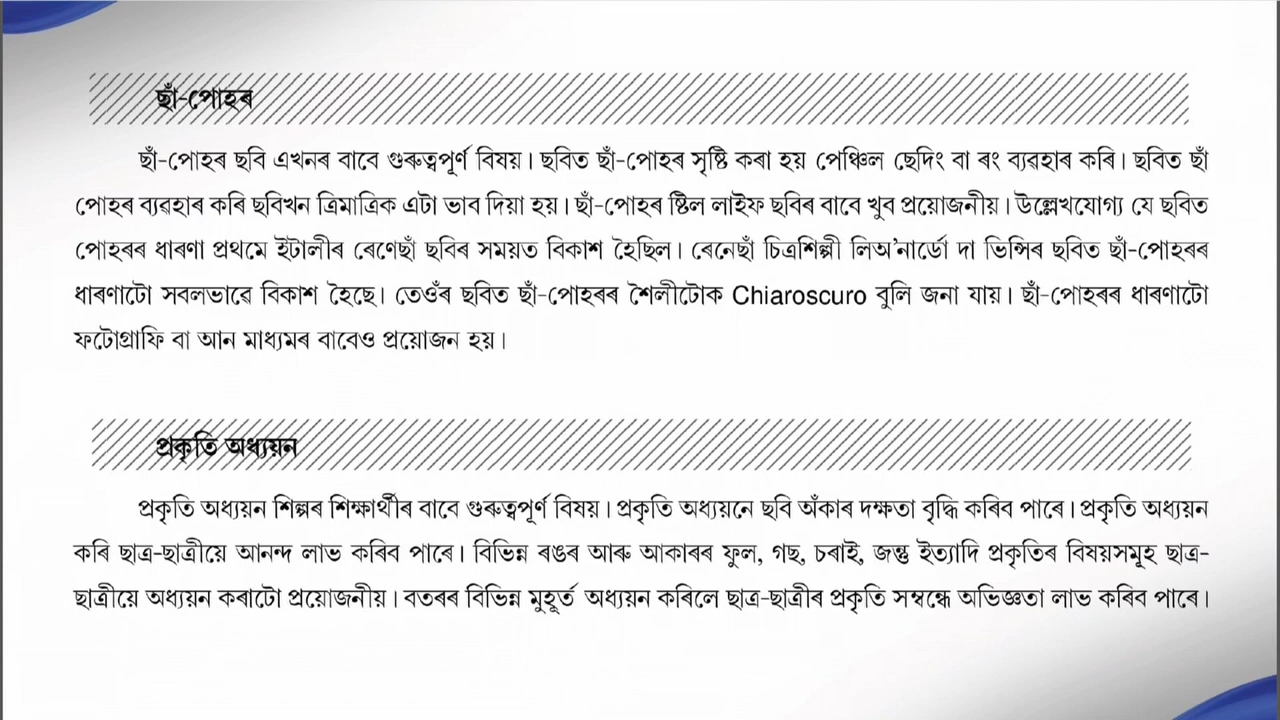 ছাঁ-পোহৰ
ছাঁ-পোহৰ ছবি এখনৰ বাবে গুৰুত্বপূৰ্ণ বিষয়। ছবিত ছাঁ-পোহৰ সৃষ্টি কৰা হয় পেঞ্চিল ছেদিং বা ৰং ব্যৱহাৰ কৰি। ছবিত ছাঁ
পোহৰ ব্যৱহাৰ কৰি ছবিখন ত্ৰিমাত্ৰিক এটা ভাব দিয়া হয়। ছাঁ-পোহৰ ষ্টিল লাইফ ছবিৰ বাবে খুব প্ৰয়োজনীয়। উল্লেখযোগ্য যে ছবিত
পোহৰৰ ধাৰণা প্ৰথমে ইটালীৰ ৰেণেছাঁ ছবিৰ সময়ত বিকাশ হৈছিল। ৰেনেছাঁ চিত্ৰশিল্পী লিঅ'নাৰ্ডো দা ভিন্সিৰ ছবিত ছাঁ-পোহৰৰ
ধাৰণাটো সবলভাৱে বিকাশ হৈছে। তেওঁৰ ছবিত ছাঁ-পোহৰৰ শৈলীটোক Chiaroscuro বুলি জনা যায়। ছাঁ-পোহৰৰ ধাৰণাটো
ফটোগ্ৰাফি বা আন মাধ্যমৰ বাবেও প্ৰয়োজন হয়।
প্ৰকৃতি অধ্যয়ন
প্ৰকৃতি অধ্যয়ন শিল্পৰ শিক্ষাৰ্থীৰ বাবে গুৰুত্বপূৰ্ণ বিষয়। প্ৰকৃতি অধ্যয়নে ছবি অঁকাৰ দক্ষতা বৃদ্ধি কৰিব পাৰে। প্ৰকৃতি অধ্যয়ন
কৰি ছাত্ৰ-ছাত্ৰীয়ে আনন্দ লাভ কৰিব পাৰে। বিভিন্ন ৰঙৰ আৰু আকাৰৰ ফুল, গছ, চৰাই, জন্তু ইত্যাদি প্ৰকৃতিৰ বিষয়সমূহ ছাত্ৰ-
ছাত্ৰীয়ে অধ্যয়ন কৰাটো প্ৰয়োজনীয়। বতৰৰ বিভিন্ন মুহূৰ্ত অধ্যয়ন কৰিলে ছাত্ৰ-ছাত্ৰীৰ প্ৰকৃতি সম্বন্ধে অভিজ্ঞতা লাভ কৰিব পাৰে।